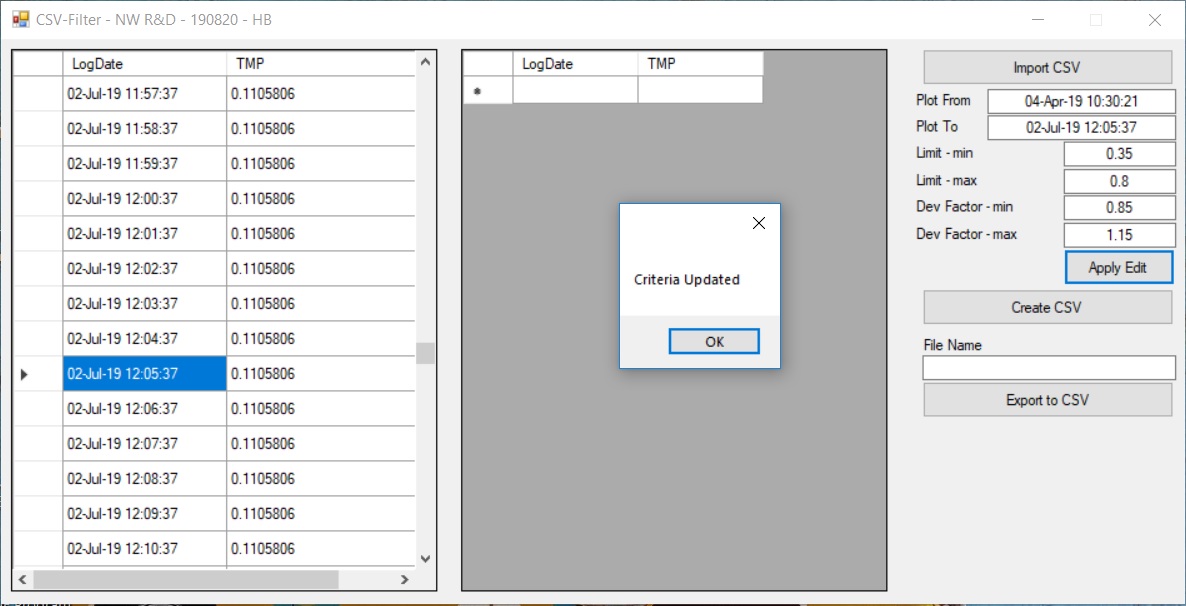 CSV-Filter - NW R&D - 190820 - HB
LogDate TMP
02-Jul-19 11:57:37 0.1105806
02-Jul-19 11:58:37 0.1105806
02-Jul-19 11:59:37 0.1105806
02-Jul-19 12:00:37 0.1105806
02-Jul-19 12:01:37 0.1105806
02-Jul-19 12:02:37 0.1105806
02-Jul-19 12:03:37 0.1105806
02-Jul-19 12:04:37 0.1105806
02-Jul-19 12:05:37 0.1105806
02-Jul-19 12:06:37 0.1105806
02-Jul-19 12:07:37 0.1105806
02-Jul-19 12:08:37 0.1105806
02-Jul-19 12:09:37 0.1105806
02-Jul-19 12:10:37 0.1105806
LogDate TMP
Criteria Updated
OK
Import CSV
Plot From 04-Apr-19 10:30:21
Plot To 02-Jul-19 12:05:37
Limit - min 0.35
Limit - max 0.8
Dev Factor - min 0.85
Dev Factor - max 1.15
Apply Edit
Create CSV
File Name
Export to CSV